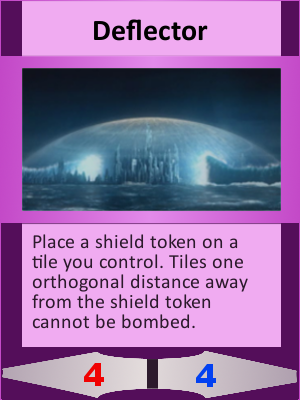 Deflector
Place a shield token on a
tile you control. Tiles one
orthogonal distance away
from the shield token
cannot be bombed.
4 4